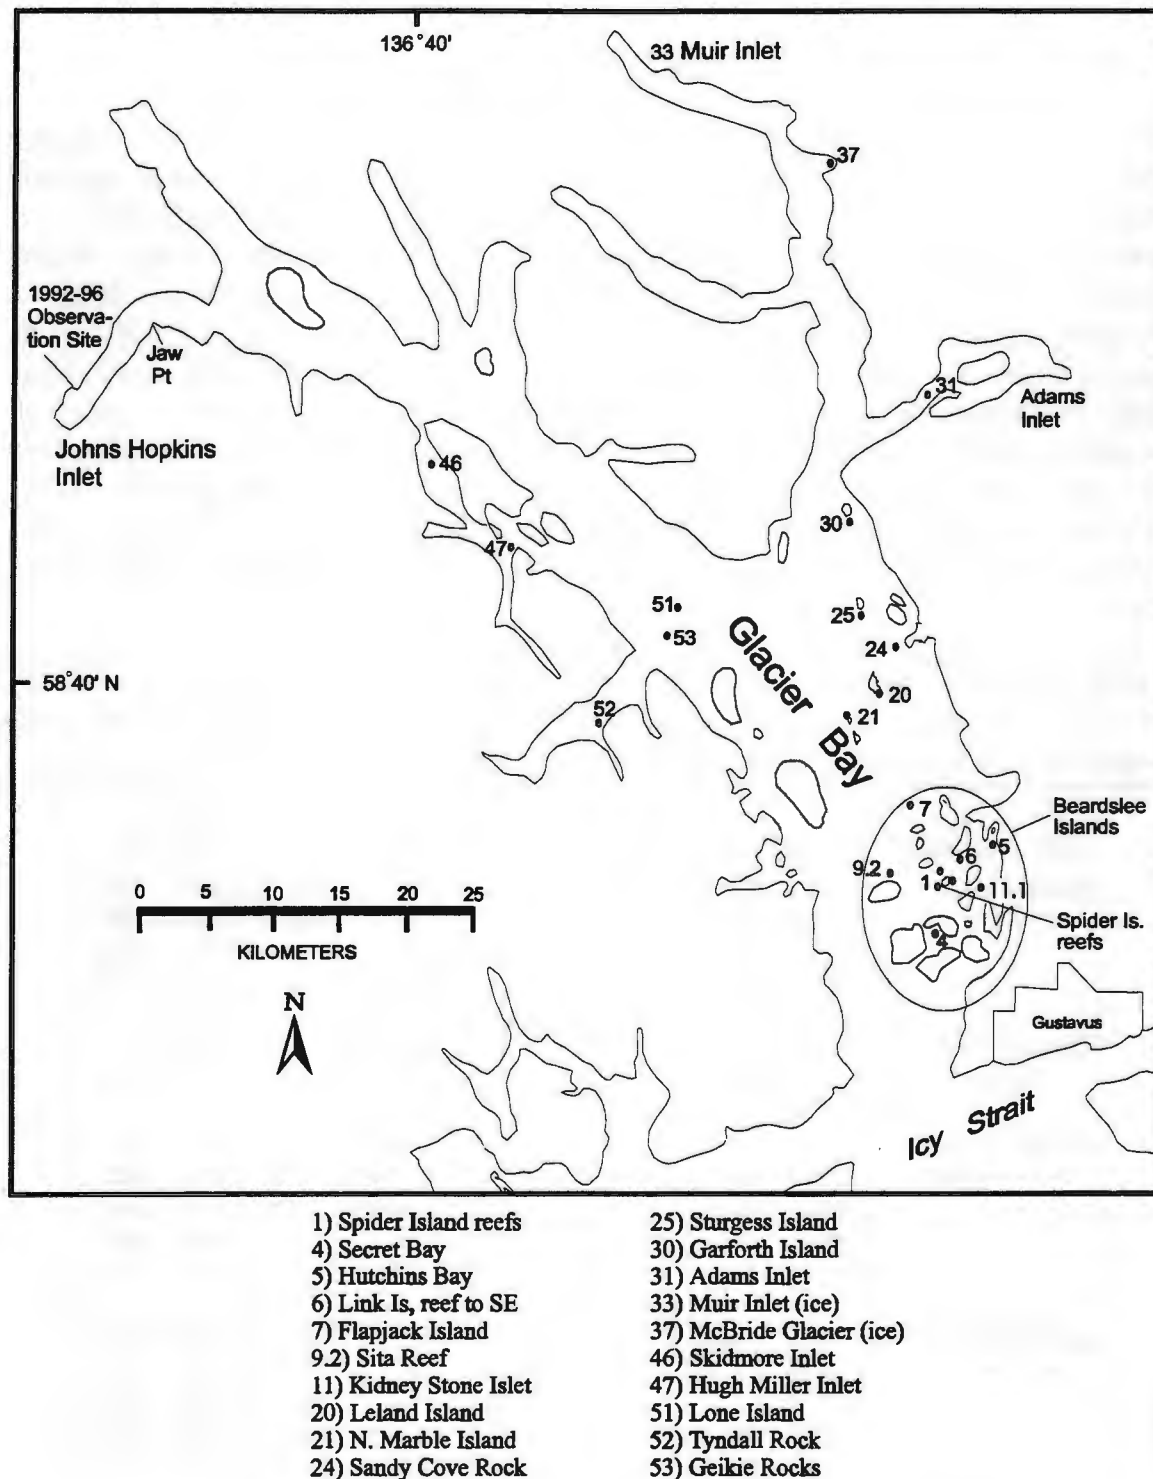 136°40'
33 Muir Inlet
37
1992-96
Observa-
tion Site
Jaw
Pt
31
Adams
Inlet
Johns Hopkins
Inlet
46
30
47
51
25
53
24
Glacier Bay
58°40' N
20
52
21
7
Beardslee
Islands
5
6
9.2
1
11.1
0 5 10 15 20 25
Spider Is.
reefs
4
KILOMETERS
N
Gustavus
Icy Strait
1) Spider Island reefs
4) Secret Bay
5) Hutchins Bay
6) Link Is, reef to SE
7) Flapjack Island
9.2) Sita Reef
11) Kidney Stone Islet
20) Leland Island
21) N. Marble Island
24) Sandy Cove Rock
25) Sturgess Island
30) Garforth Island
31) Adams Inlet
33) Muir Inlet (ice)
37) McBride Glacier (ice)
46) Skidmore Inlet
47) Hugh Miller Inlet
51) Lone Island
52) Tyndall Rock
53) Geikie Rocks